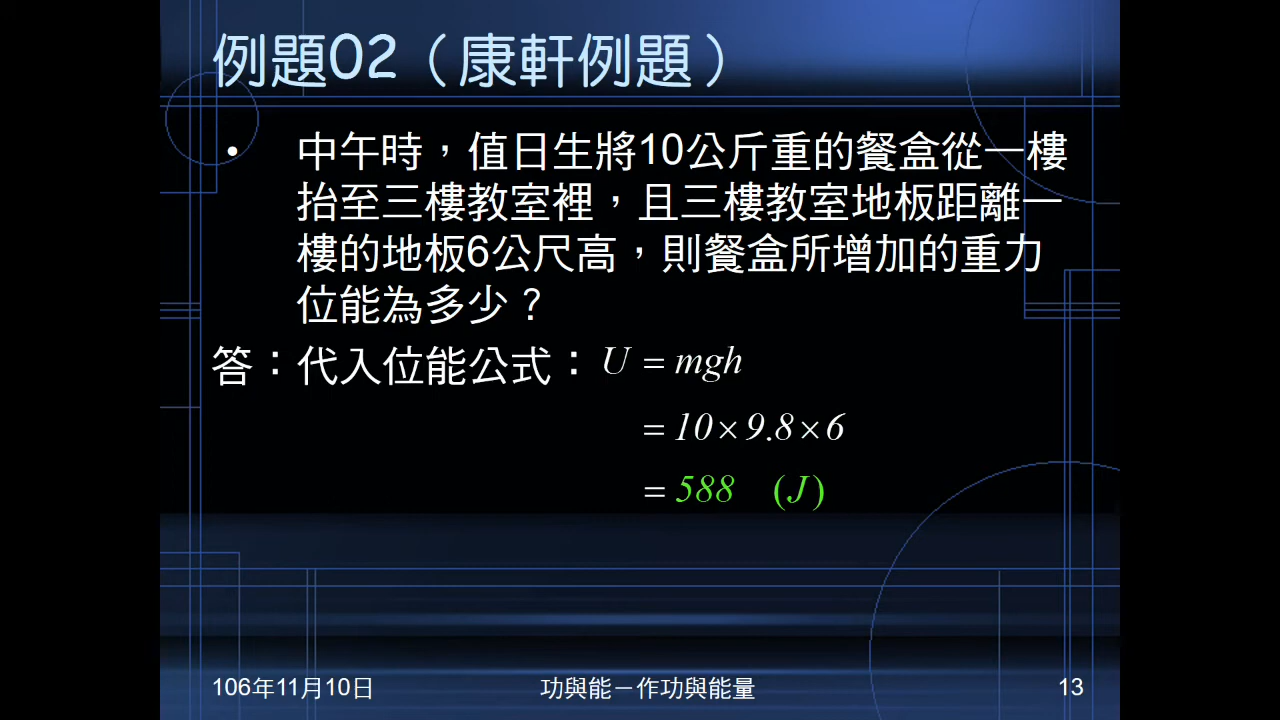 例題02（康軒例題）
• 中午時，值日生將10公斤重的餐盒從一樓
抬至三樓教室裡，且三樓教室地板距離一
樓的地板6公尺高，則餐盒所增加的重力
位能為多少？
答：代入位能公式： U = mgh
= 10×9.8×6
= 588 (J)
106年11月10日 功與能－作功與能量 13